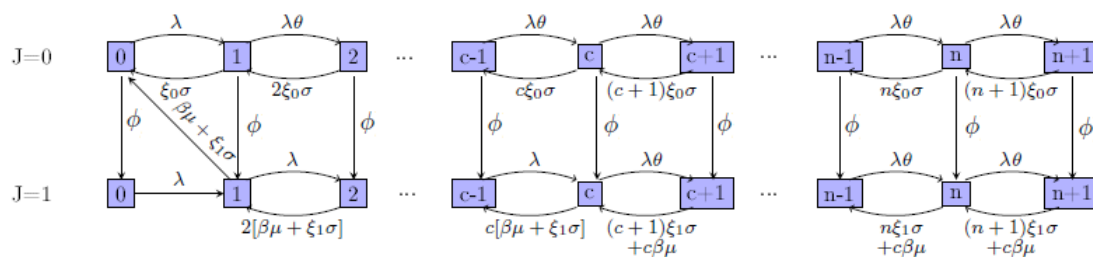 λ λθ λθ λθ λθ λθ
J=0 0 1 2 ... c-1 c c+1 ... n-1 n n+1
ξ₀σ 2ξ₀σ cξ₀σ (c+1)ξ₀σ nξ₀σ (n+1)ξ₀σ
ϕ βμ + ξ₁σ ϕ ϕ ϕ ϕ ϕ ϕ ϕ ϕ
λ λ λ λθ λθ λθ
J=1 0 1 2 ... c-1 c c+1 ... n-1 n n+1
2[βμ + ξ₁σ] c[βμ + ξ₁σ] (c+1)ξ₁σ nξ₁σ (n+1)ξ₁σ
+cβμ +cβμ +cβμ